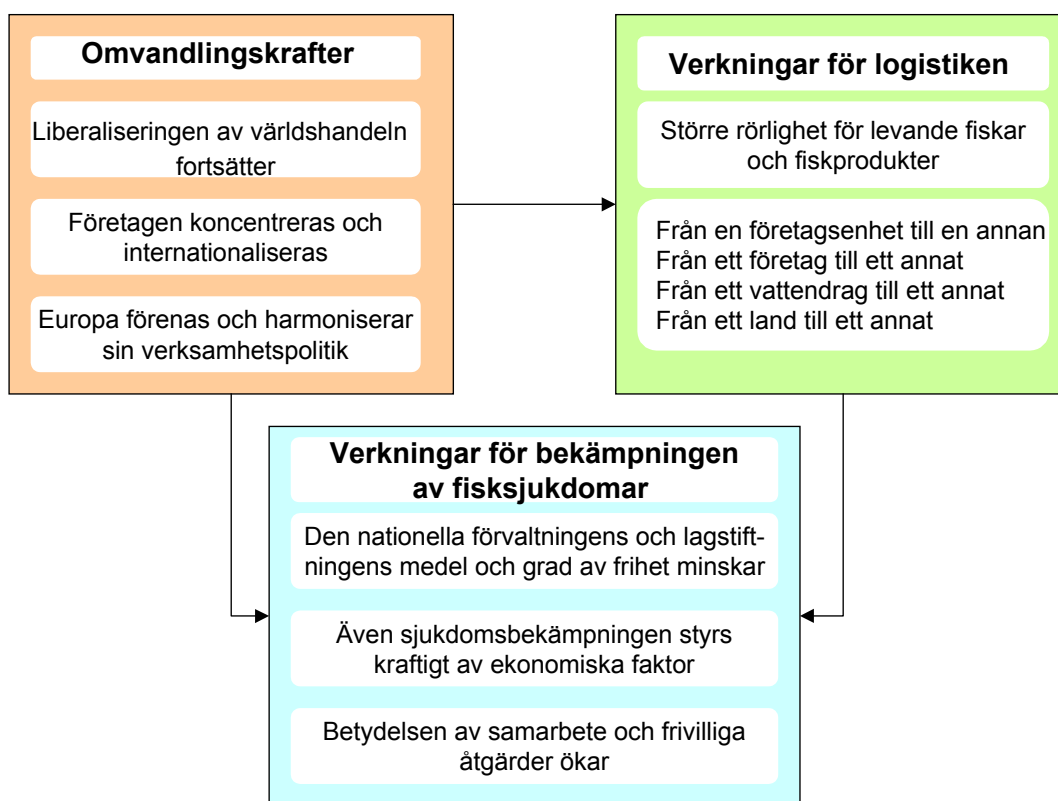 Omvandlingskrafter
Liberaliseringen av världshandeln
fortsätter
Företagen koncentreras och
internationaliseras
Europa förenas och harmoniserar
sin verksamhetspolitik
Verkningar för logistiken
Större rörlighet för levande fiskar
och fiskprodukter
Från en företagsenhet till en annan
Från ett företag till ett annat
Från ett vattendrag till ett annat
Från ett land till ett annat
Verkningar för bekämpningen
av fisksjukdomar
Den nationella förvaltningens och lagstift-
ningens medel och grad av frihet minskar
Även sjukdomsbekämpningen styrs
kraftigt av ekonomiska faktor
Betydelsen av samarbete och frivilliga
åtgärder ökar